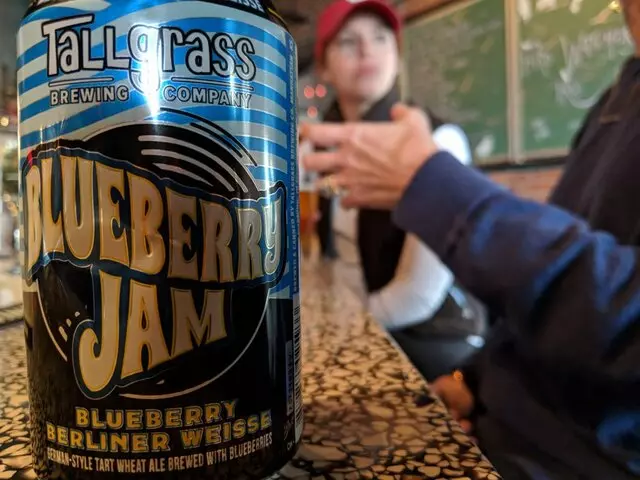 TALLgrass
BREWING COMPANY
BLUEBERRY
JAM
BLUEBERRY
BERLINER WEISSE
GERMAN-STYLE TART WHEAT ALE BREWED WITH BLUEBERRIES